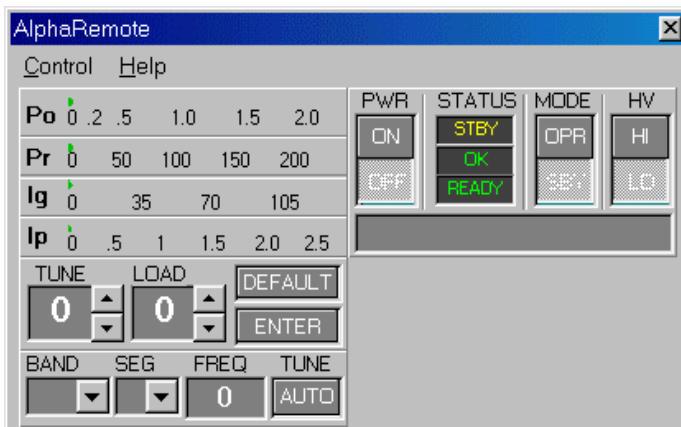 AlphaRemote
Control Help
Po 0 .2 .5 1.0 1.5 2.0
Pr 0 50 100 150 200
Ig 0 35 70 105
Ip 0 .5 1 1.5 2.0 2.5
PWR STATUS MODE HV
ON STBY OPR HI
OK
OFF READY SBY LO
TUNE LOAD
0 0 DEFAULT
ENTER
BAND SEG FREQ TUNE
0 AUTO